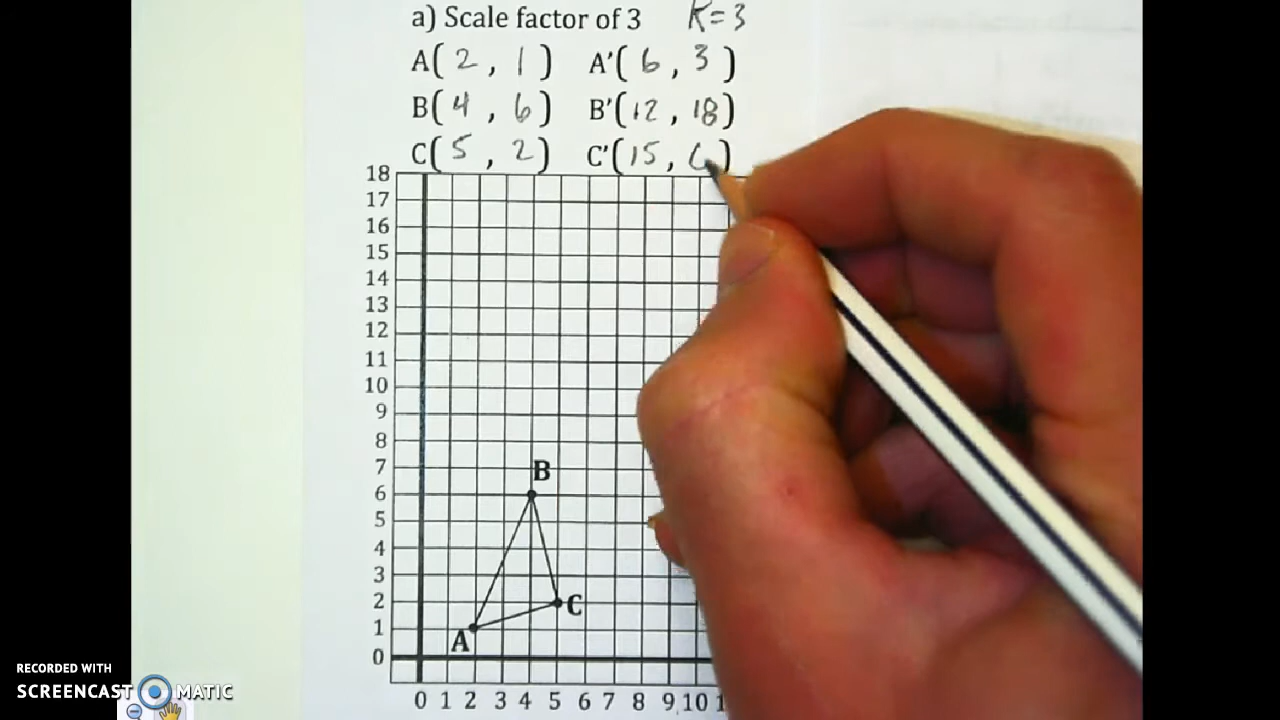 a) Scale factor of 3 K=3
A( 2 , 1 ) A'( 6 , 3 )
B( 4 , 6 ) B'( 12 , 18 )
C( 5 , 2 ) C'( 15 , 6 )
18
17
16
15
14
13
12
11
10
9
8
7
6
5
4
3
2
1
0
B
C
A
0 1 2 3 4 5 6 7 8 9 10
RECORDED WITH
SCREENCAST MATIC